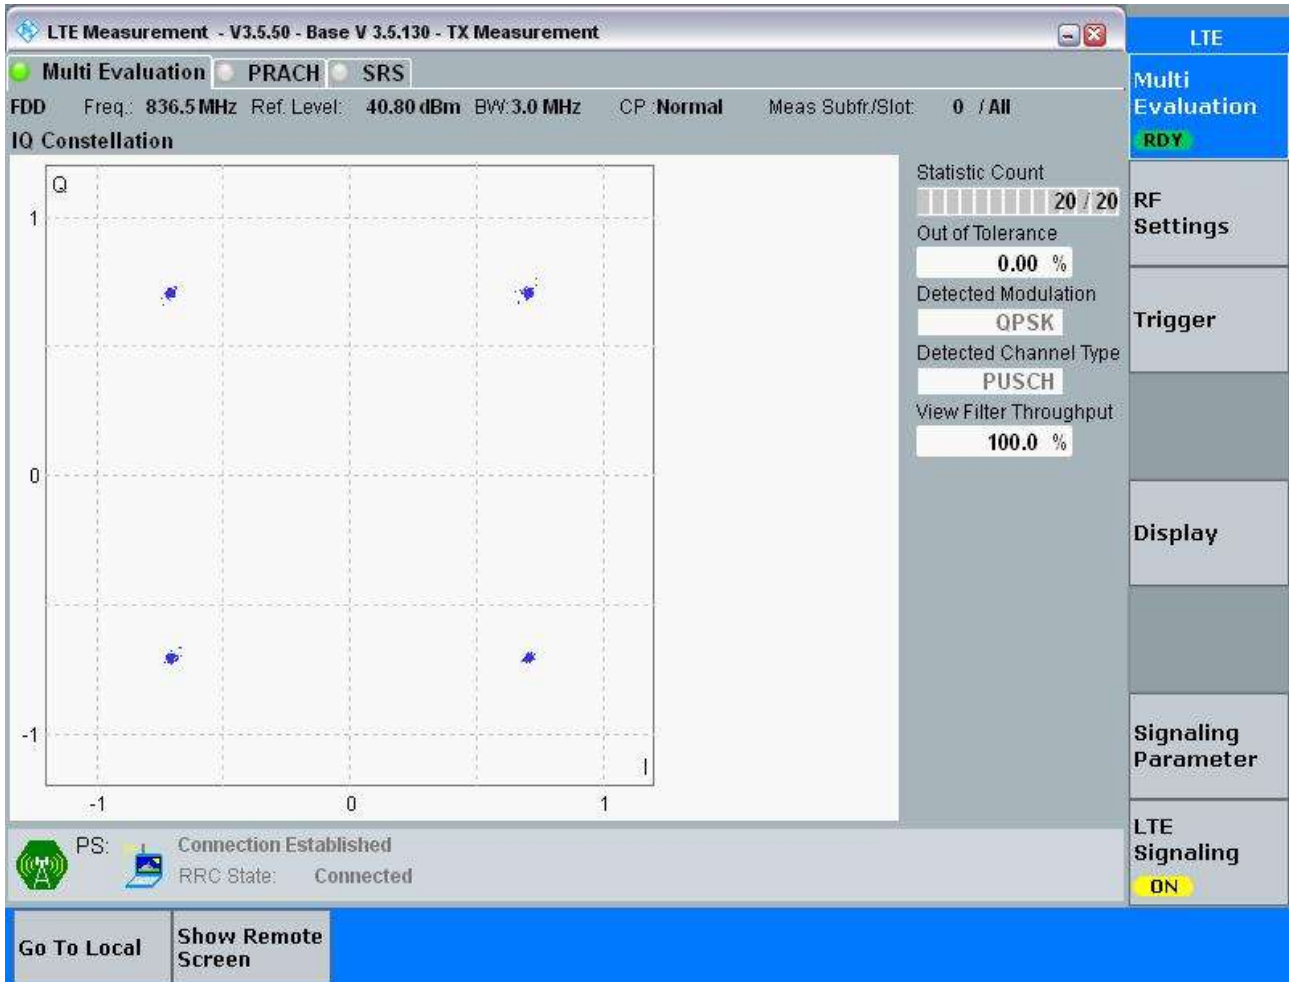 LTE Measurement - V3.5.50 - Base V 3.5.130 - TX Measurement
LTE
Multi Evaluation PRACH SRS
FDD Freq.: 836.5 MHz Ref. Level: 40.80 dBm BW: 3.0 MHz CP : Normal Meas Subfr./Slot: 0 / All
IQ Constellation
Q
1
0
-1
I
-1 0 1
Statistic Count
20 / 20
Out of Tolerance
0.00 %
Detected Modulation
QPSK
Detected Channel Type
PUSCH
View Filter Throughput
100.0 %
Multi
Evaluation
RDY
RF
Settings
Trigger
Display
Signaling
Parameter
LTE
Signaling
ON
PS: Connection Established
RRC State: Connected
Go To Local
Show Remote
Screen